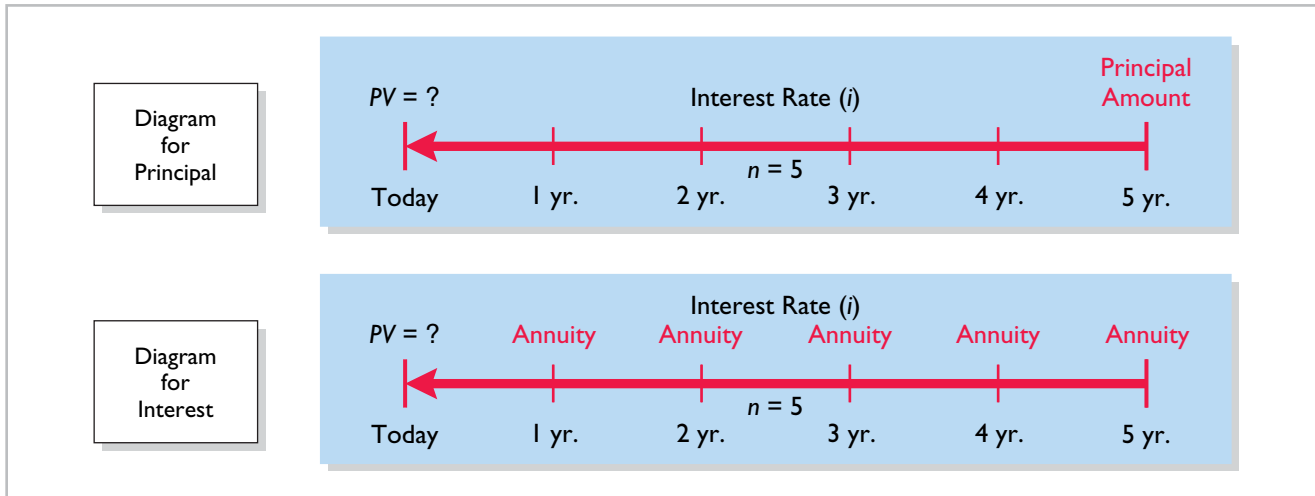 Diagram
for
Principal
Principal
PV = ? Interest Rate (i) Amount
n = 5
Today 1 yr. 2 yr. 3 yr. 4 yr. 5 yr.
Diagram
for
Interest
Interest Rate (i)
PV = ? Annuity Annuity Annuity Annuity Annuity
n = 5
Today 1 yr. 2 yr. 3 yr. 4 yr. 5 yr.